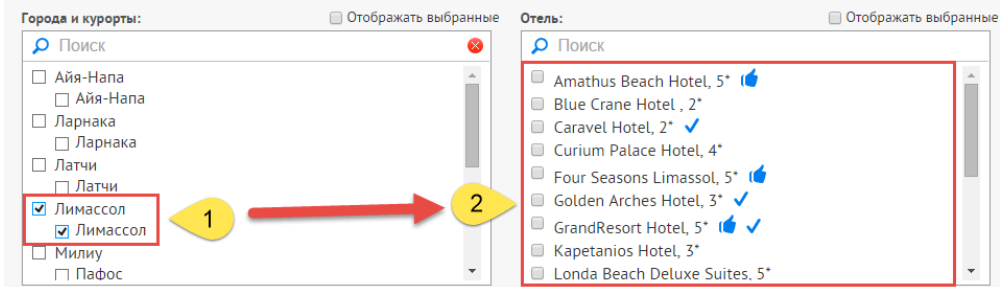 Города и курорты:
Отображать выбранные
Поиск
Айя-Напа
Айя-Напа
Ларнака
Ларнака
Латчи
Латчи
Лимассол
Лимассол
Милиу
Пафос
1
2
Отель:
Отображать выбранные
Поиск
Amathus Beach Hotel, 5*
Blue Crane Hotel , 2*
Caravel Hotel, 2*
Curium Palace Hotel, 4*
Four Seasons Limassol, 5*
Golden Arches Hotel, 3*
GrandResort Hotel, 5*
Kapetanios Hotel, 3*
Londa Beach Deluxe Suites, 5*